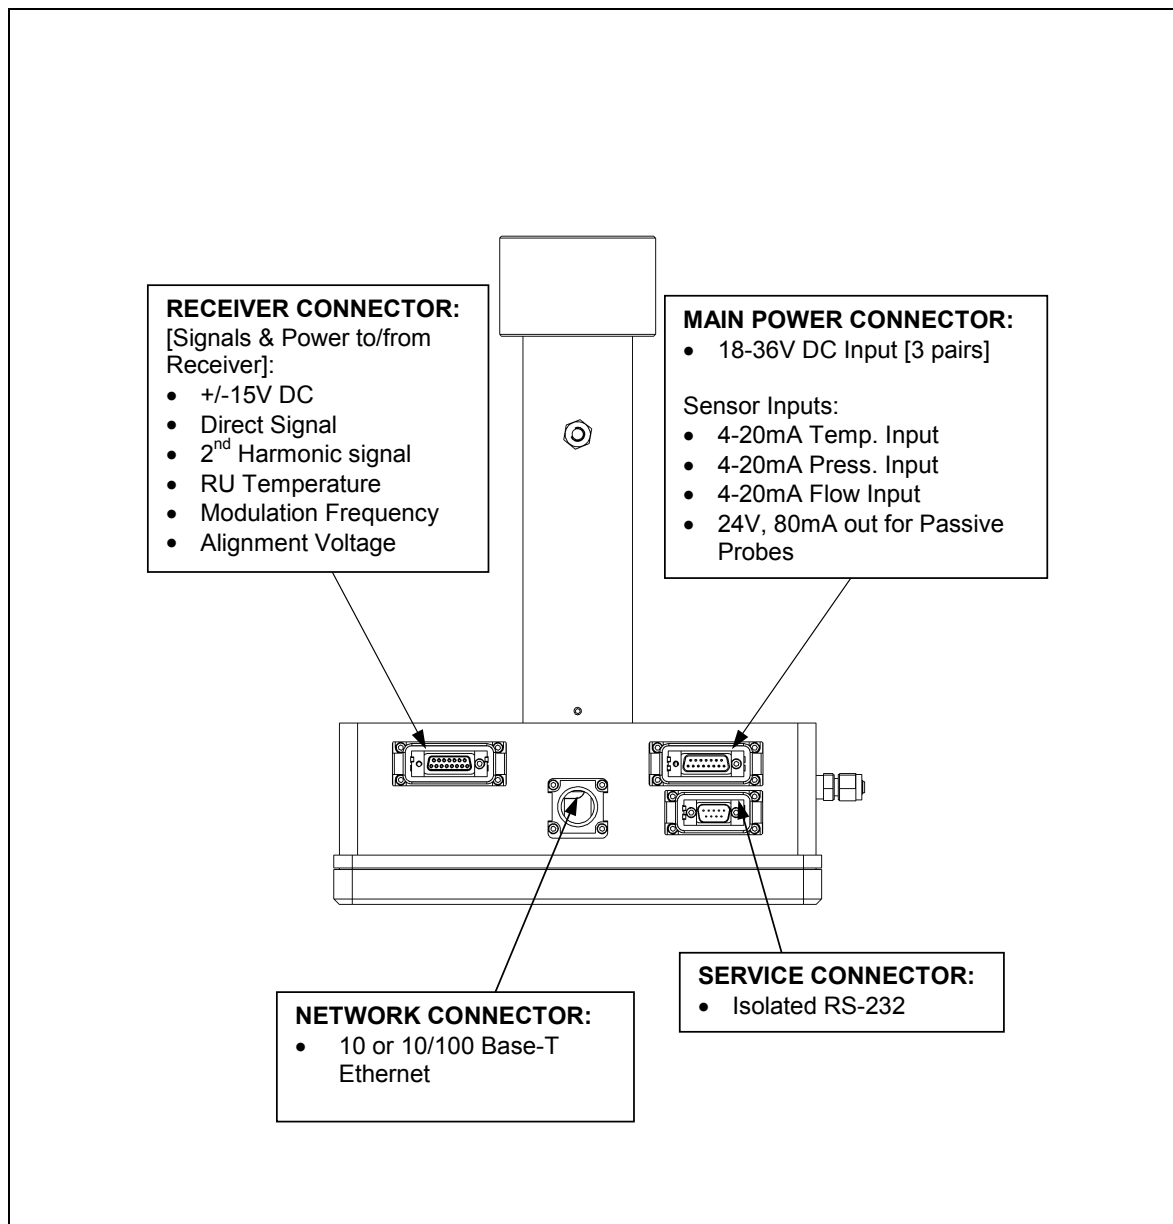 RECEIVER CONNECTOR:
[Signals & Power to/from
Receiver]:
• +/-15V DC
• Direct Signal
• 2nd Harmonic signal
• RU Temperature
• Modulation Frequency
• Alignment Voltage
MAIN POWER CONNECTOR:
• 18-36V DC Input [3 pairs]
Sensor Inputs:
• 4-20mA Temp. Input
• 4-20mA Press. Input
• 4-20mA Flow Input
• 24V, 80mA out for Passive
Probes
NETWORK CONNECTOR:
• 10 or 10/100 Base-T
Ethernet
SERVICE CONNECTOR:
• Isolated RS-232